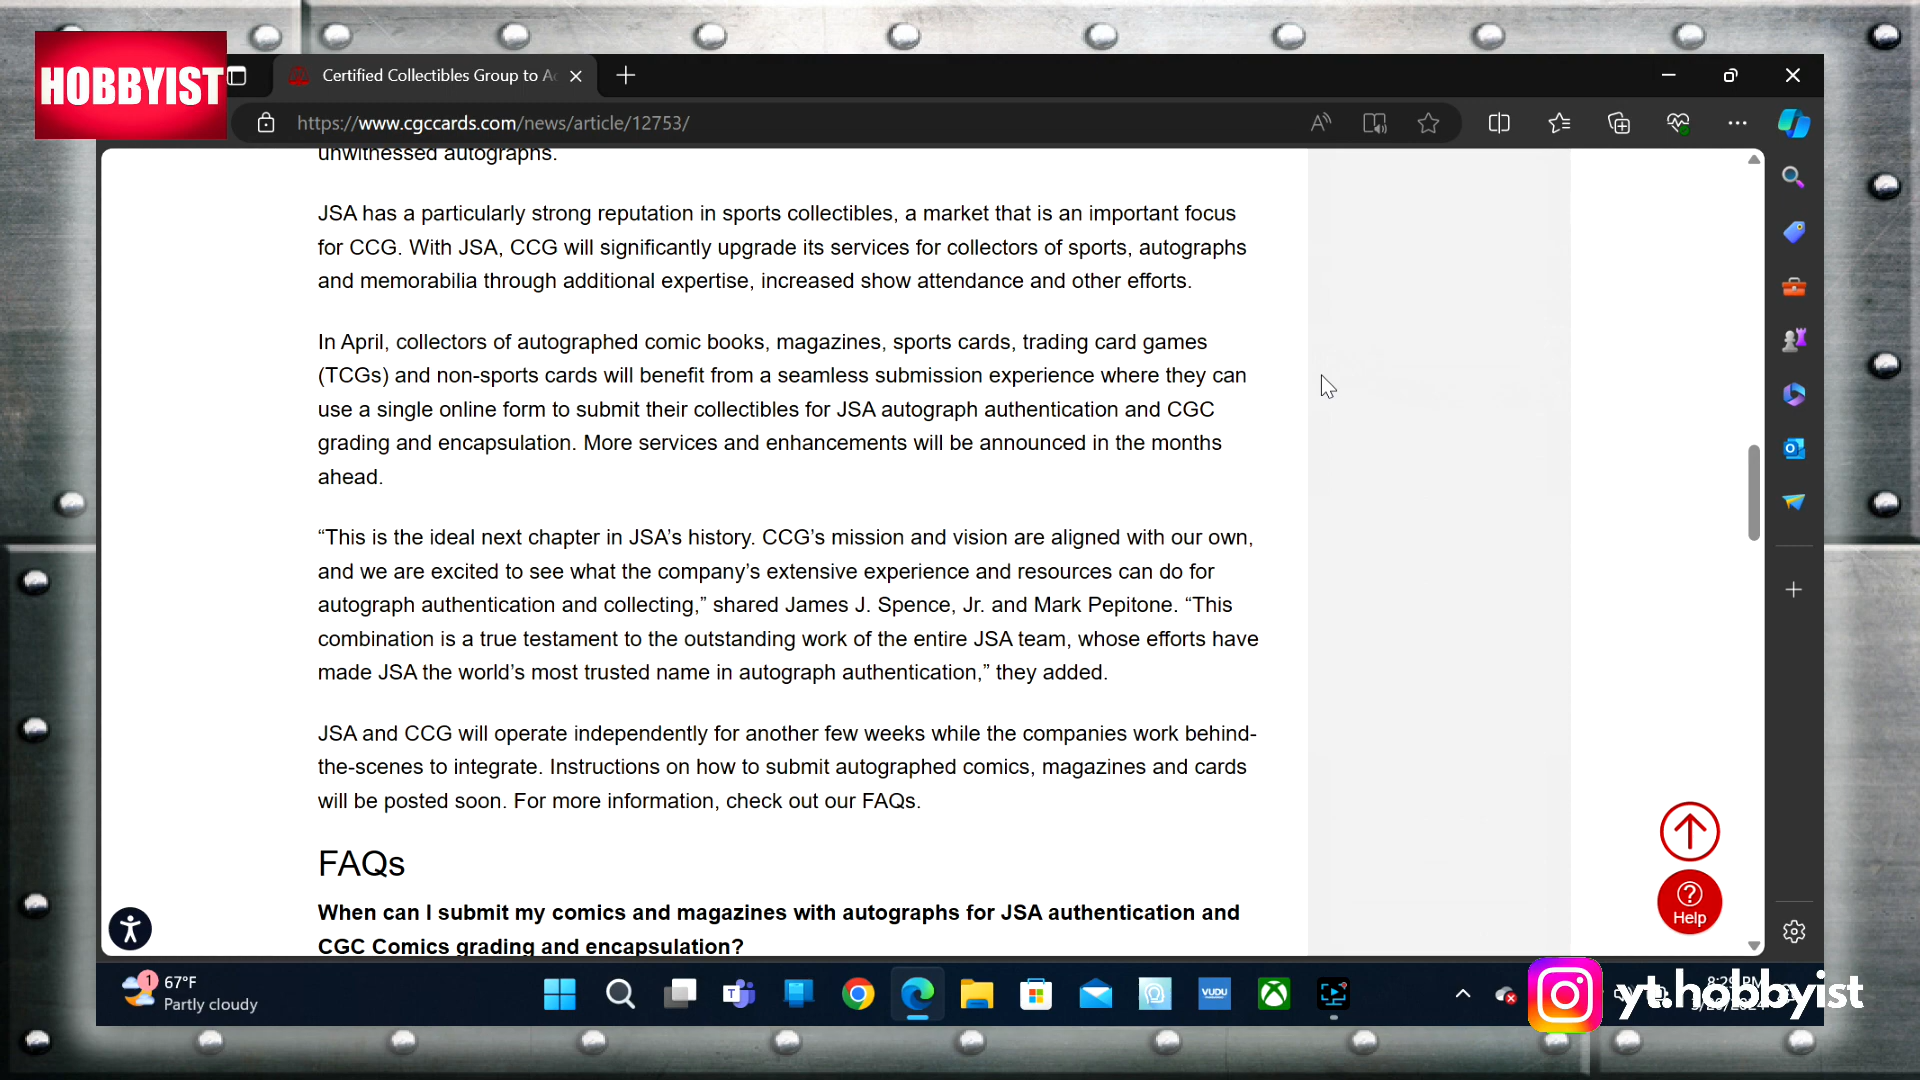 HOBBYIST
Certified Collectibles Group to Ac
https://www.cgccards.com/news/article/12753/
unwitnessed autographs.
JSA has a particularly strong reputation in sports collectibles, a market that is an important focus
for CCG. With JSA, CCG will significantly upgrade its services for collectors of sports, autographs
and memorabilia through additional expertise, increased show attendance and other efforts.
In April, collectors of autographed comic books, magazines, sports cards, trading card games
(TCGs) and non-sports cards will benefit from a seamless submission experience where they can
use a single online form to submit their collectibles for JSA autograph authentication and CGC
grading and encapsulation. More services and enhancements will be announced in the months
ahead.
“This is the ideal next chapter in JSA’s history. CCG’s mission and vision are aligned with our own,
and we are excited to see what the company’s extensive experience and resources can do for
autograph authentication and collecting,” shared James J. Spence, Jr. and Mark Pepitone. “This
combination is a true testament to the outstanding work of the entire JSA team, whose efforts have
made JSA the world’s most trusted name in autograph authentication,” they added.
JSA and CCG will operate independently for another few weeks while the companies work behind-
the-scenes to integrate. Instructions on how to submit autographed comics, magazines and cards
will be posted soon. For more information, check out our FAQs.
FAQs
When can I submit my comics and magazines with autographs for JSA authentication and
CGC Comics grading and encapsulation?
Help
1
67°F
Partly cloudy
VUDU
yt.hobbyist